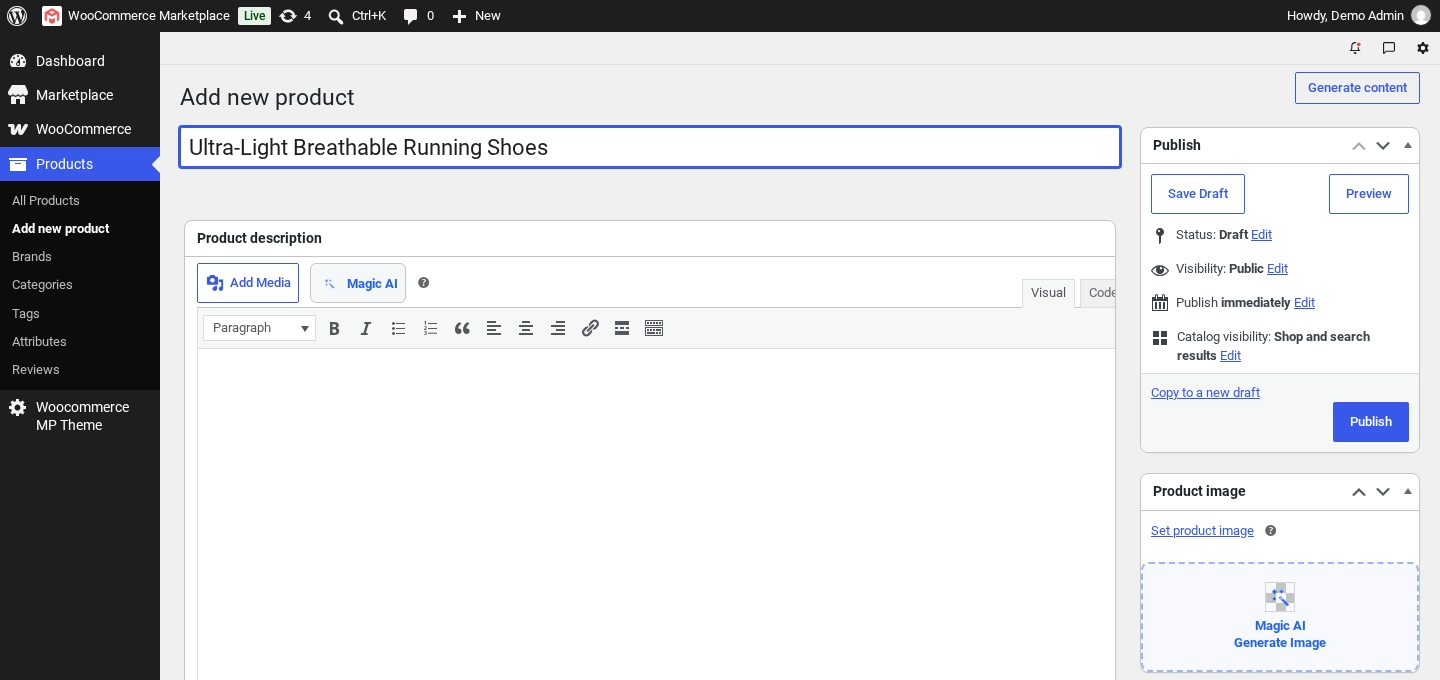 WooCommerce Marketplace Live 4 Ctrl+K 0 New Howdy, Demo Admin
Dashboard
Marketplace
WooCommerce
Products
All Products
Add new product
Brands
Categories
Tags
Attributes
Reviews
Woocommerce
MP Theme
Generate content
Add new product
Ultra-Light Breathable Running Shoes
Product description
Add Media Magic AI ?
Visual Code
Paragraph
Publish
Save Draft Preview
Status: Draft Edit
Visibility: Public Edit
Publish immediately Edit
Catalog visibility: Shop and search
results Edit
Copy to a new draft
Publish
Product image
Set product image ?
Magic AI
Generate Image